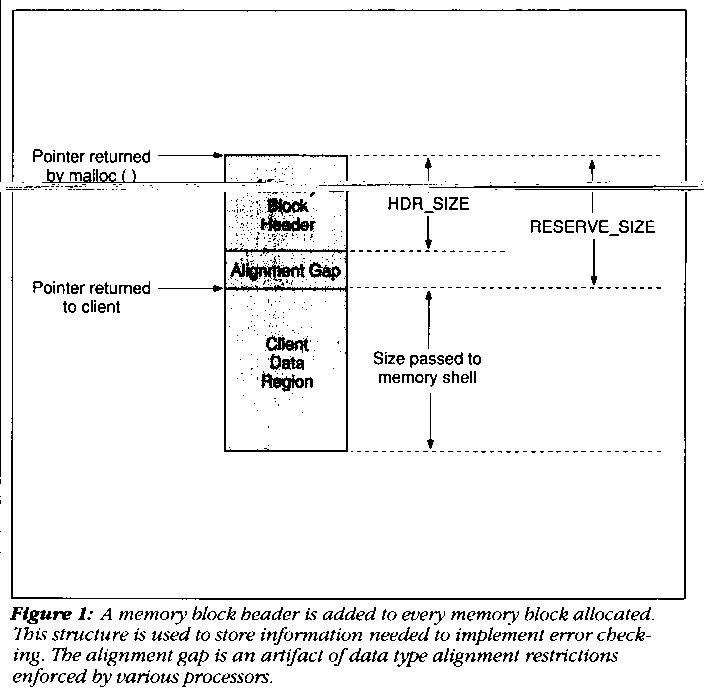 Pointer returned
by malloc ( )
Block
Header
HDR_SIZE
RESERVE_SIZE
Alignment Gap
Pointer returned
to client
Client
Data
Region
Size passed to
memory shell
Figure 1: A memory block header is added to every memory block allocated.
This structure is used to store information needed to implement error check-
ing. The alignment gap is an artifact of data type alignment restrictions
enforced by various processors.